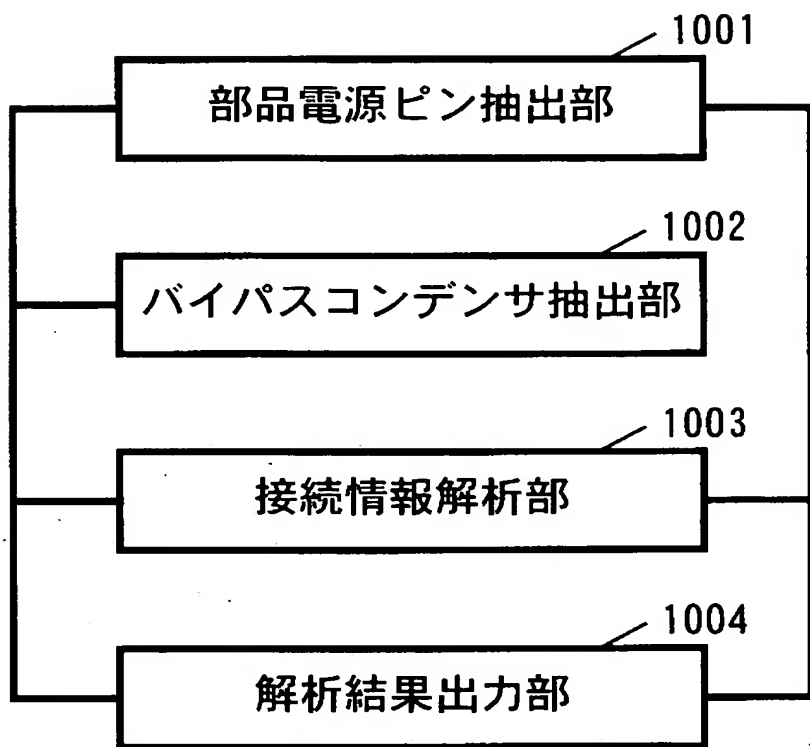 1001
部品電源ピン抽出部
1002
バイパスコンデンサ抽出部
1003
接続情報解析部
1004
解析結果出力部